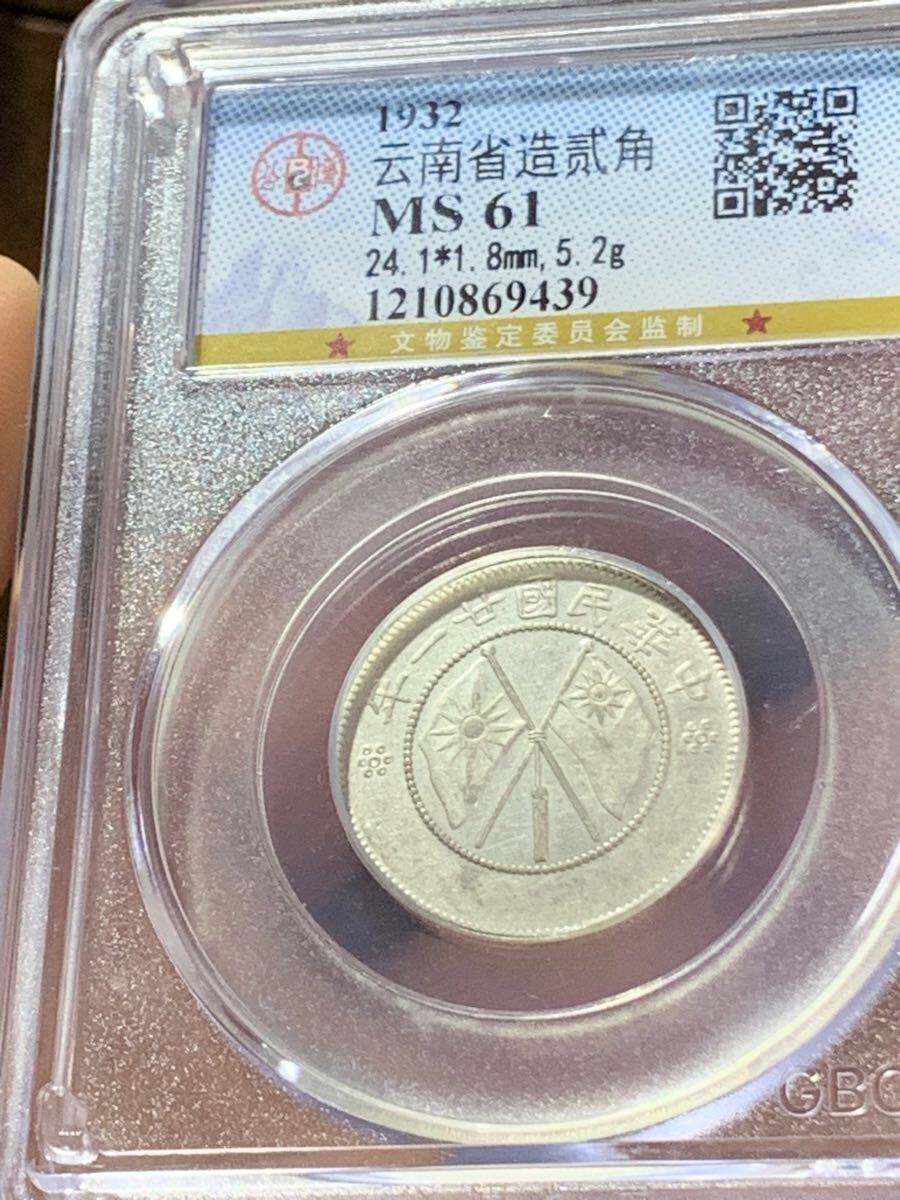 1932
云南省造贰角
MS 61
24.1*1.8mm,5.2g
1210869439
文物鉴定委员会监制
年一廿國民華中
GBC